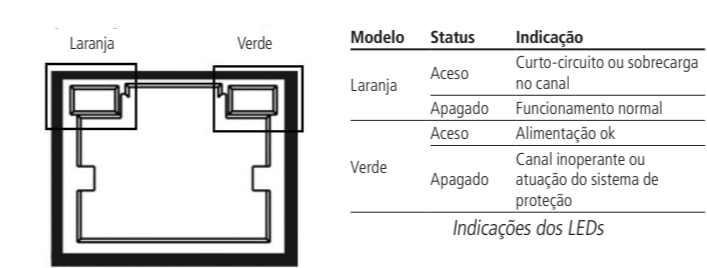 Laranja
Verde
Modelo Status Indicação
Laranja
Aceso
Curto-circuito ou sobrecarga
no canal
Apagado Funcionamento normal
Verde
Aceso Alimentação ok
Apagado
Canal inoperante ou
atuação do sistema de
proteção
Indicações dos LEDs